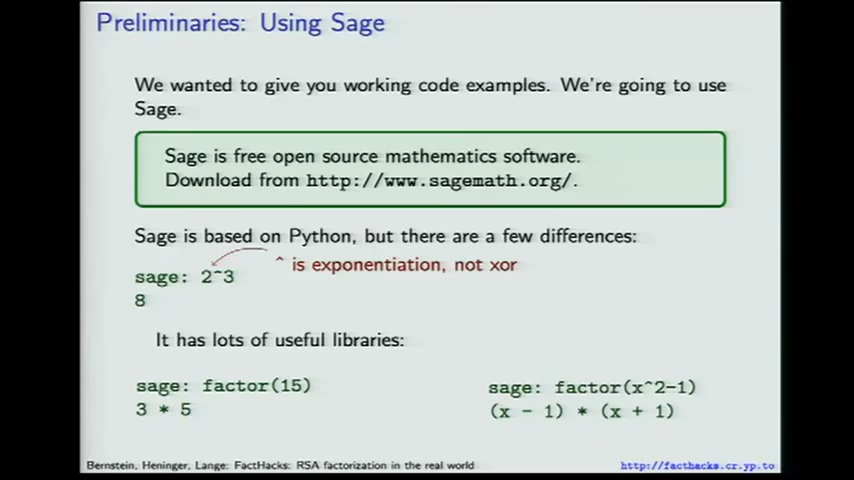 Preliminaries: Using Sage
We wanted to give you working code examples. We're going to use
Sage.
Sage is free open source mathematics software.
Download from http://www.sagemath.org/.
Sage is based on Python, but there are a few differences:
^ is exponentiation, not xor
sage: 2^3
8
It has lots of useful libraries:
sage: factor(15)
3 * 5
sage: factor(x^2-1)
(x - 1) * (x + 1)
Bernstein, Heninger, Lange: FactHacks: RSA factorization in the real world
http://facthacks.cr.yp.to